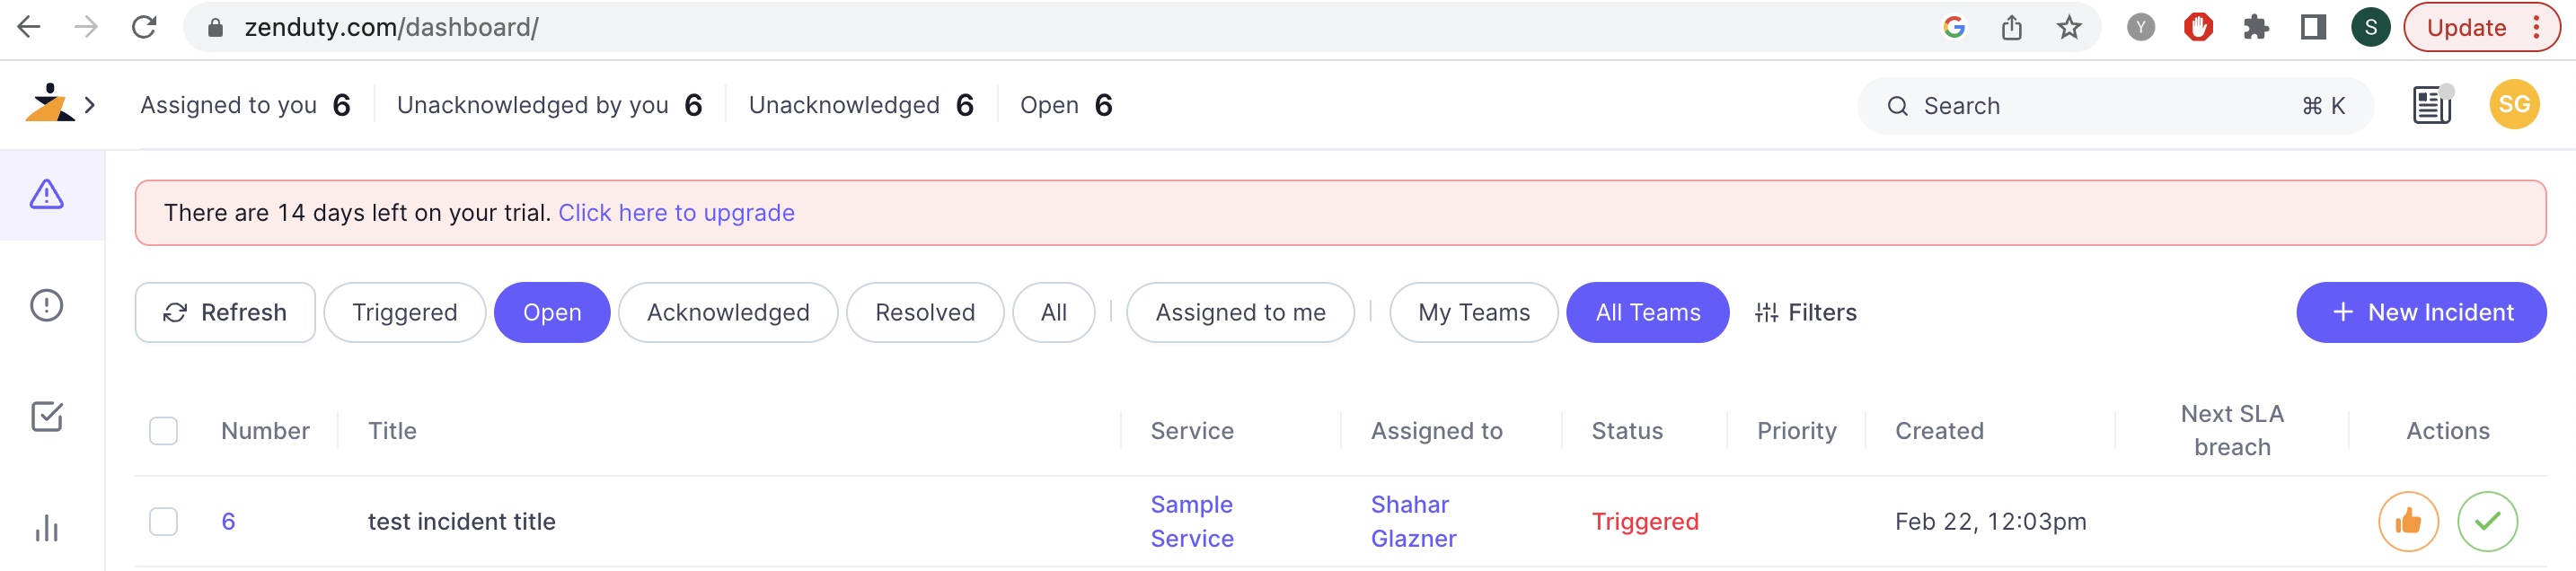 zenduty.com/dashboard/
Y
S
Update
Assigned to you 6
Unacknowledged by you 6
Unacknowledged 6
Open 6
Search
⌘ K
SG
There are 14 days left on your trial. Click here to upgrade
Refresh
Triggered
Open
Acknowledged
Resolved
All
Assigned to me
My Teams
All Teams
Filters
+ New Incident
Number
Title
Service
Assigned to
Status
Priority
Created
Next SLA
breach
Actions
6
test incident title
Sample
Service
Shahar
Glazner
Triggered
Feb 22, 12:03pm